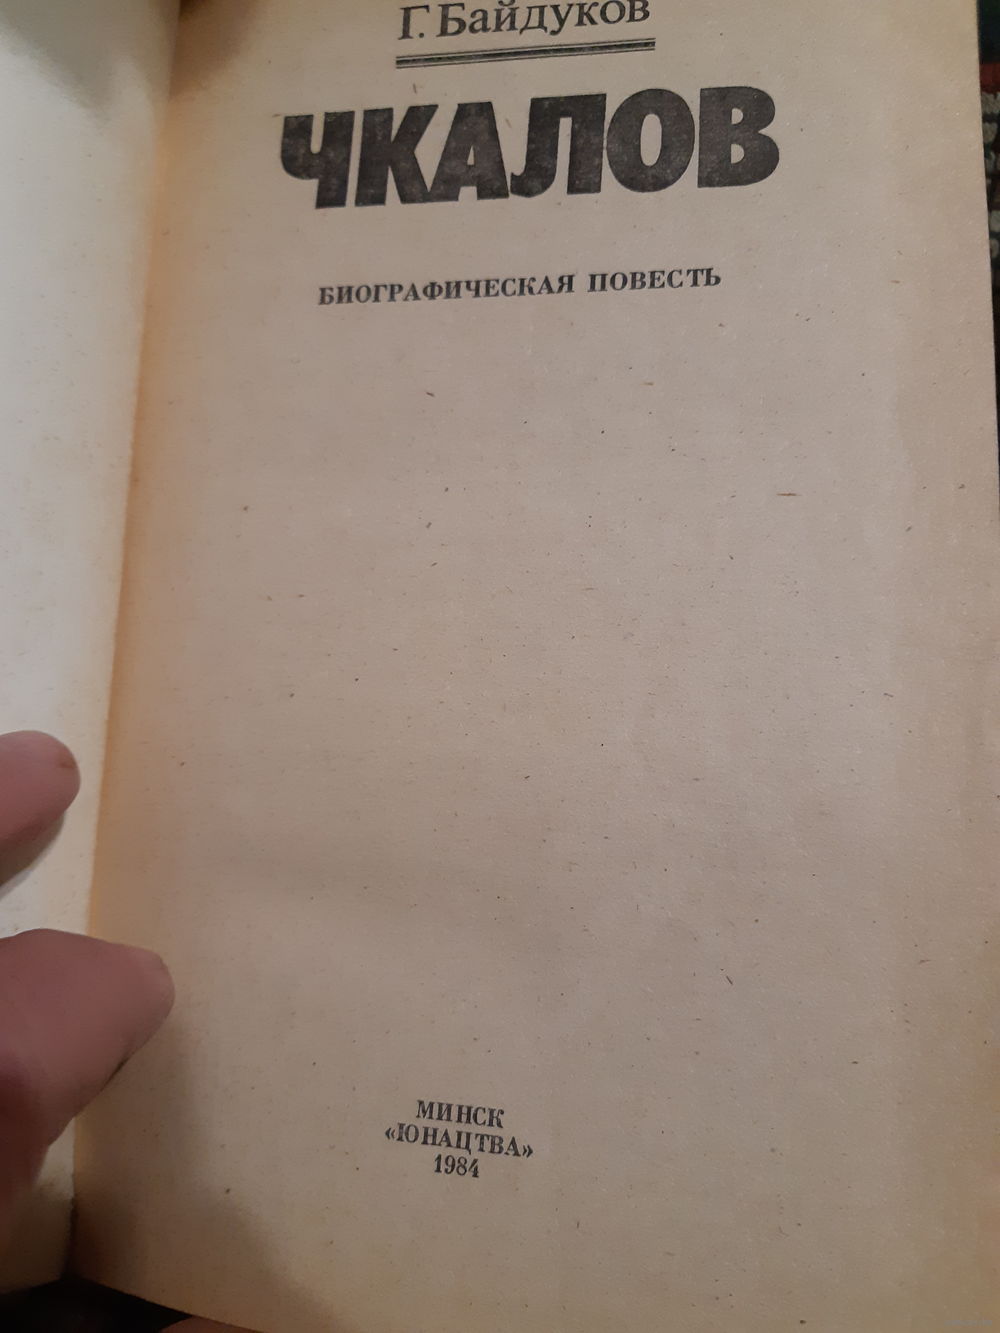 Г. Байдуков
ЧКАЛОВ
БИОГРАФИЧЕСКАЯ ПОВЕСТЬ
МИНСК
«ЮНАЦТВА»
1984